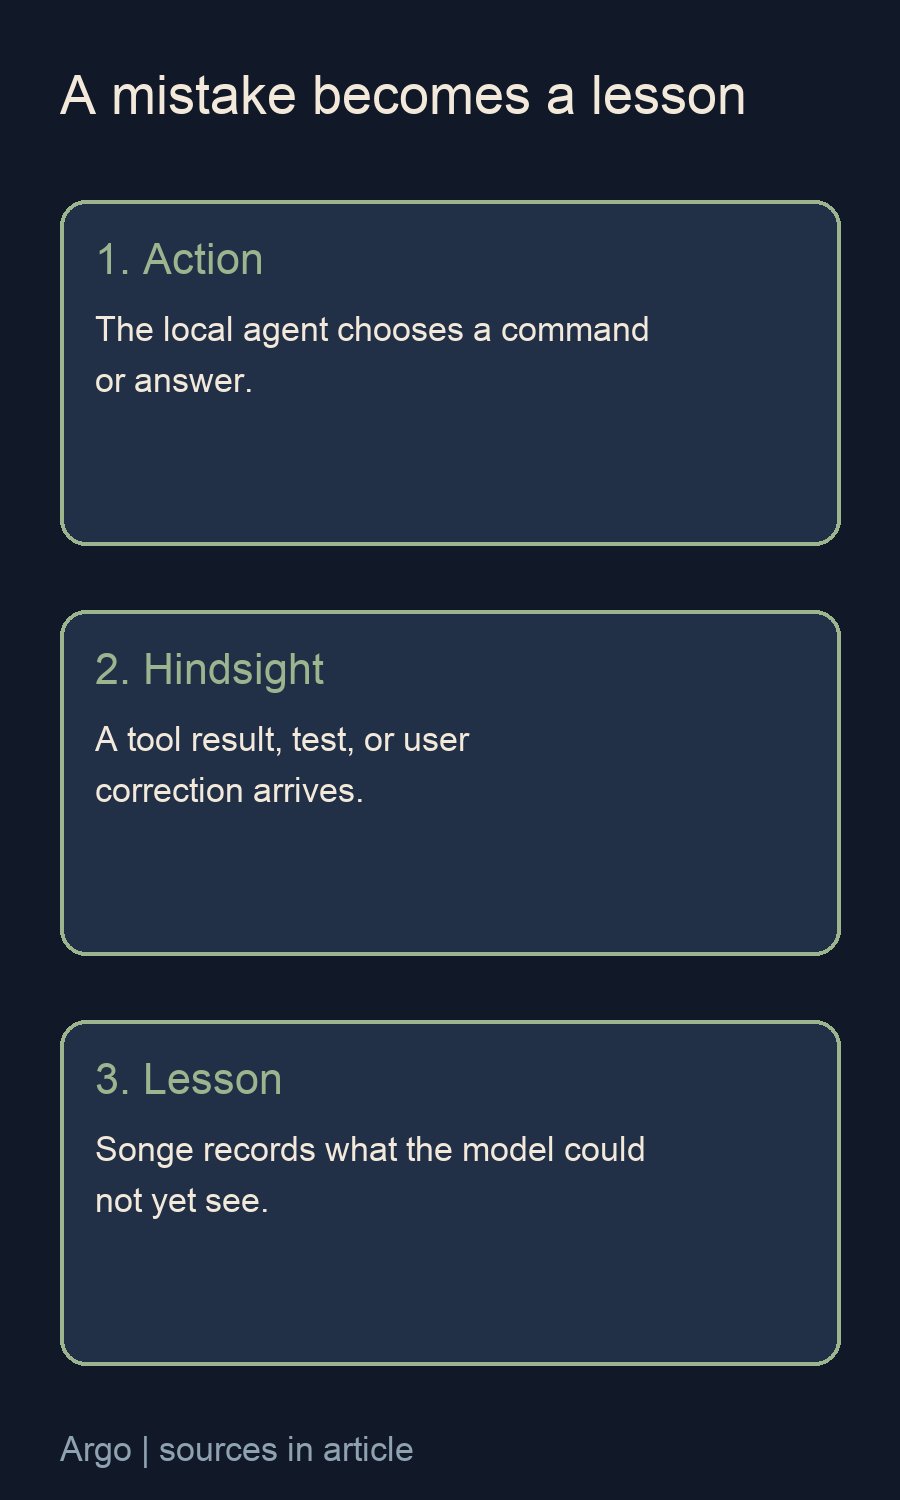 A mistake becomes a lesson
1. Action
The local agent chooses a command
or answer.
2. Hindsight
A tool result, test, or user
correction arrives.
3. Lesson
Songe records what the model could
not yet see.
Argo | sources in article